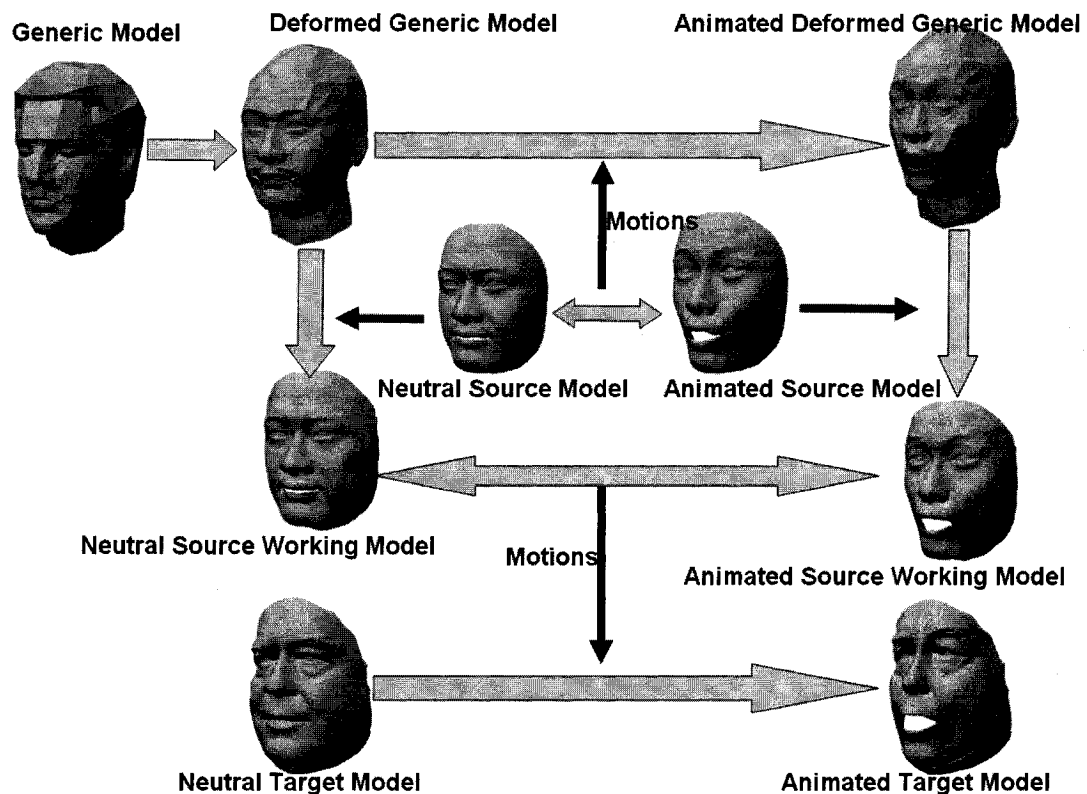 Generic Model
Deformed Generic Model
Animated Deformed Generic Model
Motions
Neutral Source Model
Animated Source Model
Neutral Source Working Model
Motions
Animated Source Working Model
Neutral Target Model
Animated Target Model